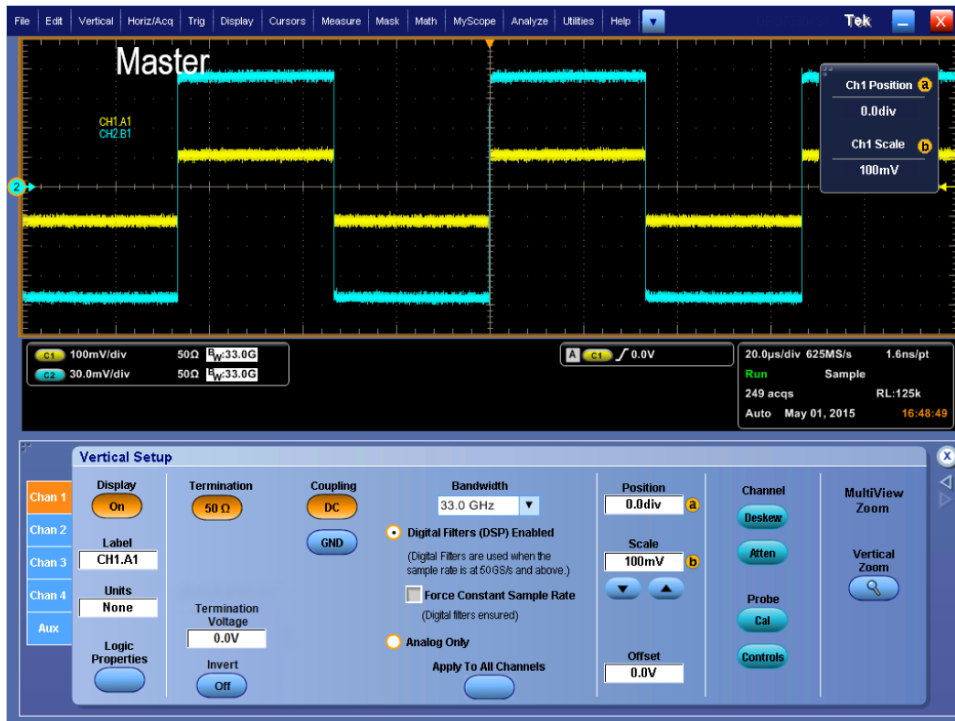 File Edit Vertical Horiz/Acq Trig Display Cursors Measure Mask Math MyScope Analyze Utilities Help Tek X
Master
CH1.A1
CH2.B1
Ch1 Position a
0.0div
Ch1 Scale b
100mV
2
C1 100mV/div 50Ω BW:33.0G
C2 30.0mV/div 50Ω BW:33.0G
A C1 0.0V
20.0µs/div 625MS/s 1.6ns/pt
Run Sample
249 acqs RL:125k
Auto May 01, 2015 16:48:49
Vertical Setup
X
Chan 1
Chan 2
Chan 3
Chan 4
Aux
Display
On
Label
CH1.A1
Units
None
Logic
Properties
Termination
50 Ω
Termination
Voltage
0.0V
Invert
Off
Coupling
DC
GND
Bandwidth
33.0 GHz
Digital Filters (DSP) Enabled
(Digital Filters are used when the
sample rate is at 50GS/s and above.)
Force Constant Sample Rate
(Digital filters ensured)
Analog Only
Apply To All Channels
Position
0.0div a
Scale
100mV b
Offset
0.0V
Channel
Deskew
Atten
Probe
Cal
Controls
MultiView
Zoom
Vertical
Zoom